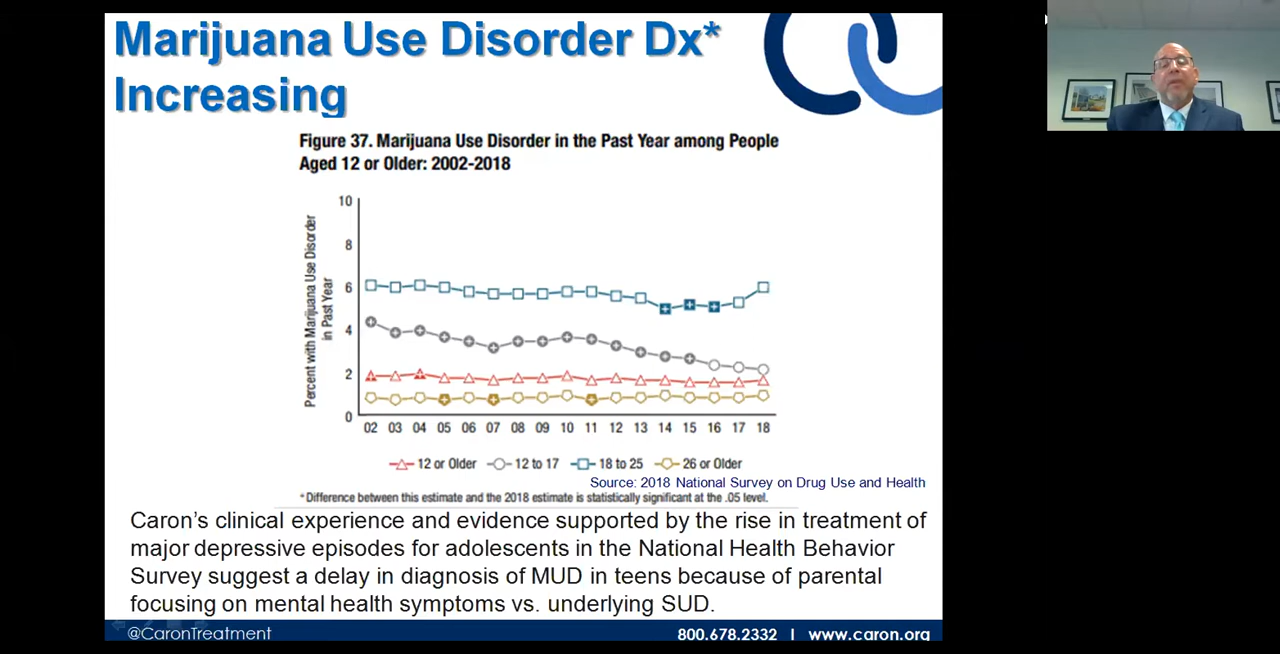 Marijuana Use Disorder Dx*
Increasing
Figure 37. Marijuana Use Disorder in the Past Year among People
Aged 12 or Older: 2002-2018
Percent with Marijuana Use Disorder
in Past Year
10
8
6
4
2
0
02 03 04 05 06 07 08 09 10 11 12 13 14 15 16 17 18
12 or Older 12 to 17 18 to 25 26 or Older
Source: 2018 National Survey on Drug Use and Health
*Difference between this estimate and the 2018 estimate is statistically significant at the .05 level.
Caron’s clinical experience and evidence supported by the rise in treatment of
major depressive episodes for adolescents in the National Health Behavior
Survey suggest a delay in diagnosis of MUD in teens because of parental
focusing on mental health symptoms vs. underlying SUD.
@CaronTreatment 800.678.2332 | www.caron.org